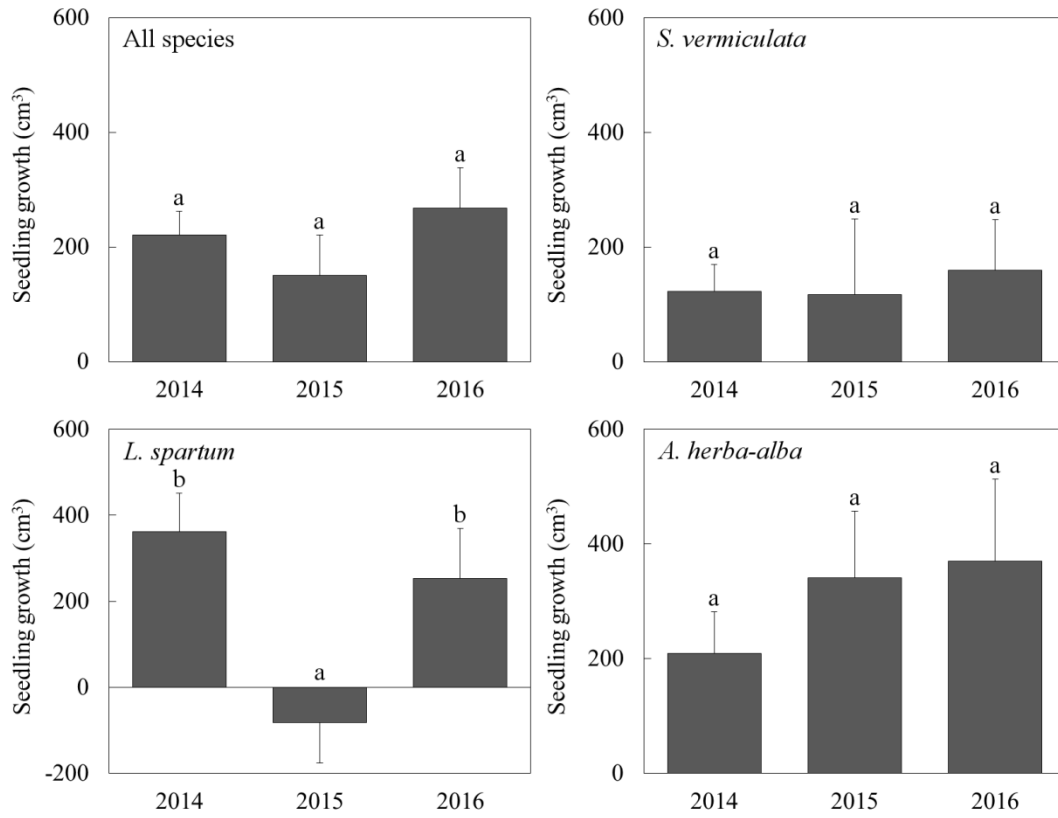 All species
Seedling growth (cm³)
600
400
200
0
a
a
a
2014
2015
2016
S. vermiculata
Seedling growth (cm³)
600
400
200
0
a
a
a
2014
2015
2016
L. spartum
Seedling growth (cm³)
600
400
200
0
-200
b
a
b
2014
2015
2016
A. herba-alba
Seedling growth (cm³)
600
400
200
0
a
a
a
2014
2015
2016